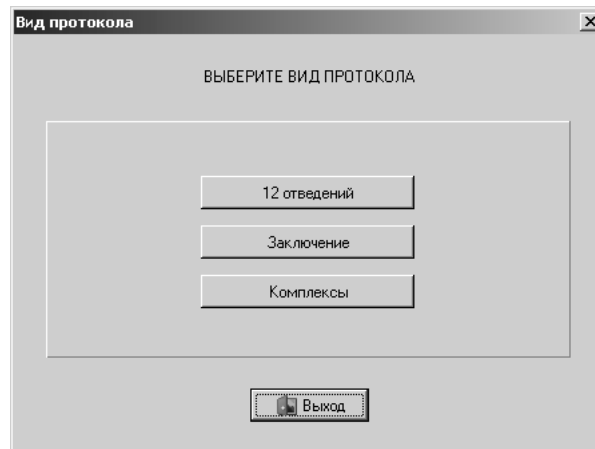 Вид протокола
ВЫБЕРИТЕ ВИД ПРОТОКОЛА
12 отведений
Заключение
Комплексы
Выход